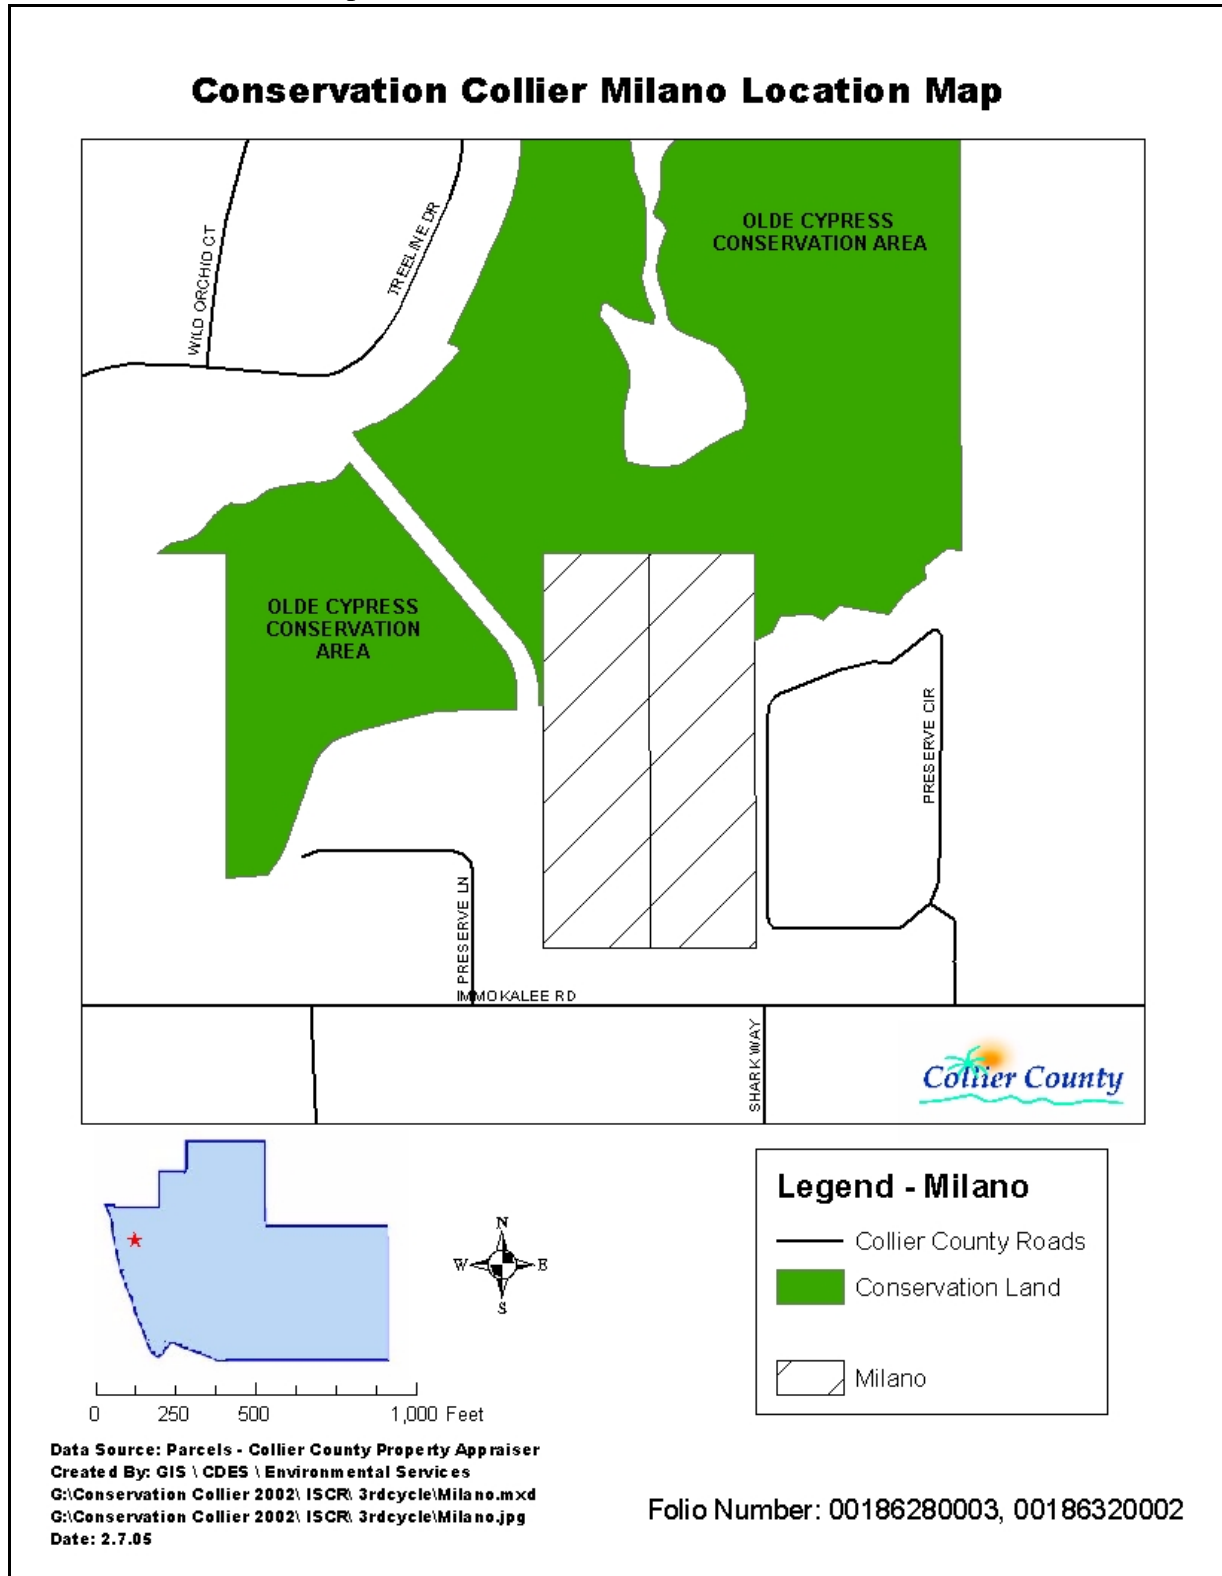 Conservation Collier Milano Location Map
WILD ORCHID CT
TREELINE DR
OLDE CYPRESS
CONSERVATION AREA
OLDE CYPRESS
CONSERVATION
AREA
PRESERVE CIR
PRESERVE LN
IMMOKALEE RD
SHARK WAY
Collier County
N
W
E
S
0 250 500 1,000 Feet
Legend - Milano
Collier County Roads
Conservation Land
Milano
Data Source: Parcels - Collier County Property Appraiser
Created By: GIS \ CDES \ Environmental Services
G:\Conservation Collier 2002\ ISCR\ 3rdcycle\Milano.mxd
G:\Conservation Collier 2002\ ISCR\ 3rdcycle\Milano.jpg
Date: 2.7.05
Folio Number: 00186280003, 00186320002